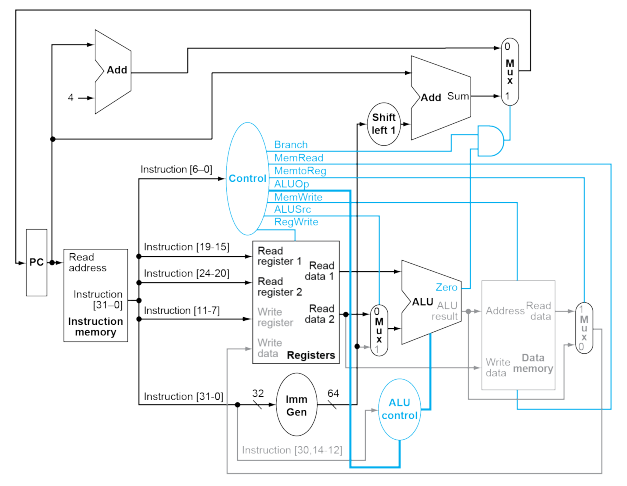 Add
4
Add
Sum
0
Mux
1
Shift
left 1
Branch
MemRead
MemtoReg
ALUOp
MemWrite
ALUSrc
RegWrite
Control
Instruction [6–0]
PC
Read
address
Instruction
[31–0]
Instruction
memory
Instruction [19-15]
Instruction [24-20]
Instruction [11-7]
Instruction [31-0]
Read
register 1
Read
register 2
Write
register
Write
data
Read
data 1
Read
data 2
Registers
0
Mux
1
ALU
Zero
ALU
result
Address
Read
data
Write
data
Data
memory
1
Mux
0
32
Imm
Gen
64
ALU
control
Instruction [30,14-12]